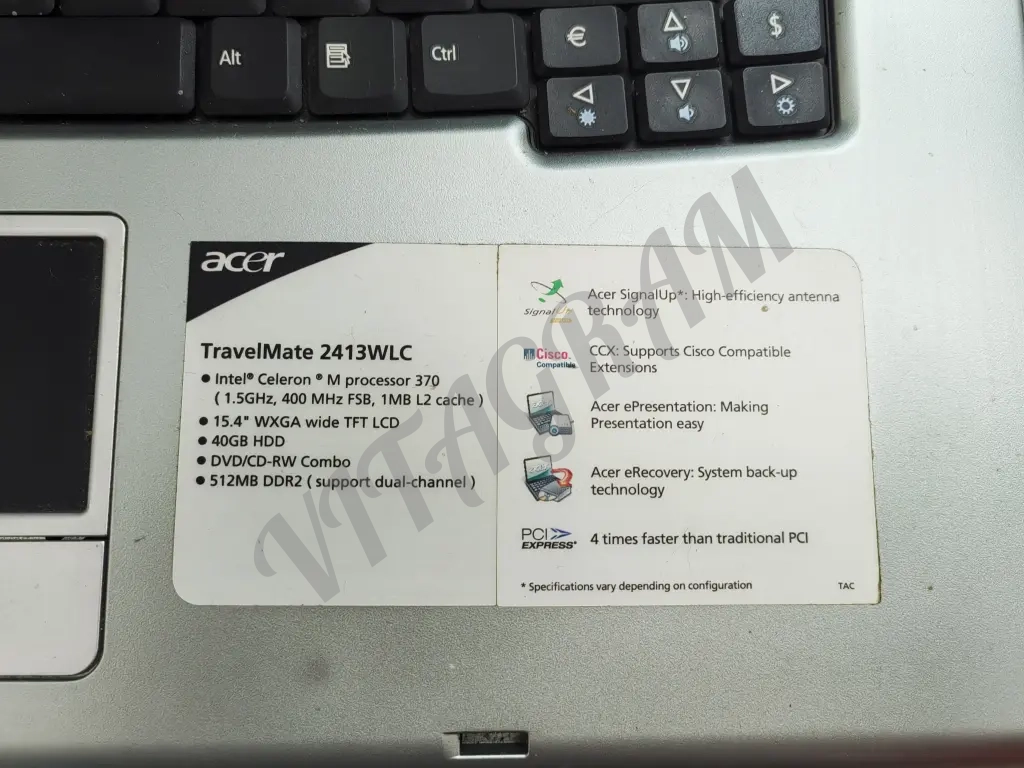 Alt
Ctrl
€
$
acer
TravelMate 2413WLC
• Intel® Celeron ® M processor 370
( 1.5GHz, 400 MHz FSB, 1MB L2 cache )
• 15.4" WXGA wide TFT LCD
• 40GB HDD
• DVD/CD-RW Combo
• 512MB DDR2 ( support dual-channel )
SignalUp
Acer SignalUp*: High-efficiency antenna
technology
Cisco.
Compatible
CCX: Supports Cisco Compatible
Extensions
Acer ePresentation: Making
Presentation easy
Acer eRecovery: System back-up
technology
PCI
EXPRESS®
4 times faster than traditional PCI
* Specifications vary depending on configuration
TAC
VTAGRAM